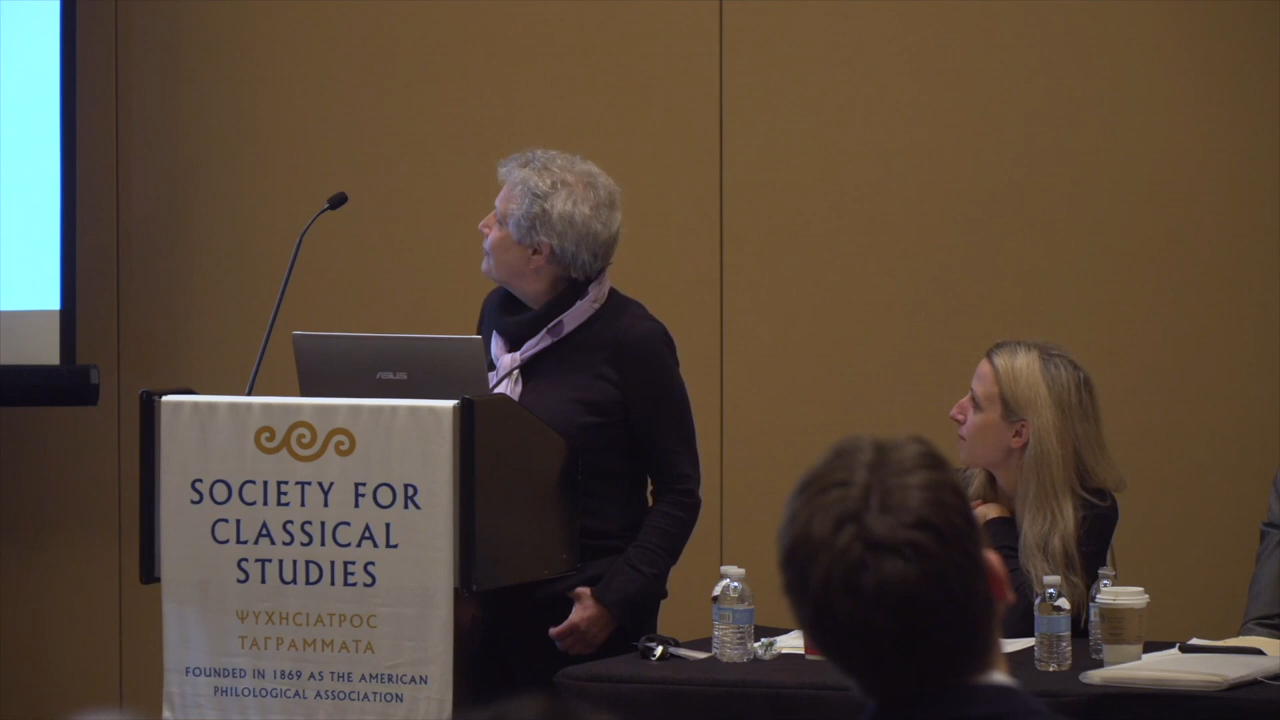 ASUS
SOCIETY FOR
CLASSICAL
STUDIES
ΨΥΧΗΣΙΑΤΡΟΣ
ΤΑΓΡΑΜΜΑΤΑ
FOUNDED IN 1869 AS THE AMERICAN
PHILOLOGICAL ASSOCIATION